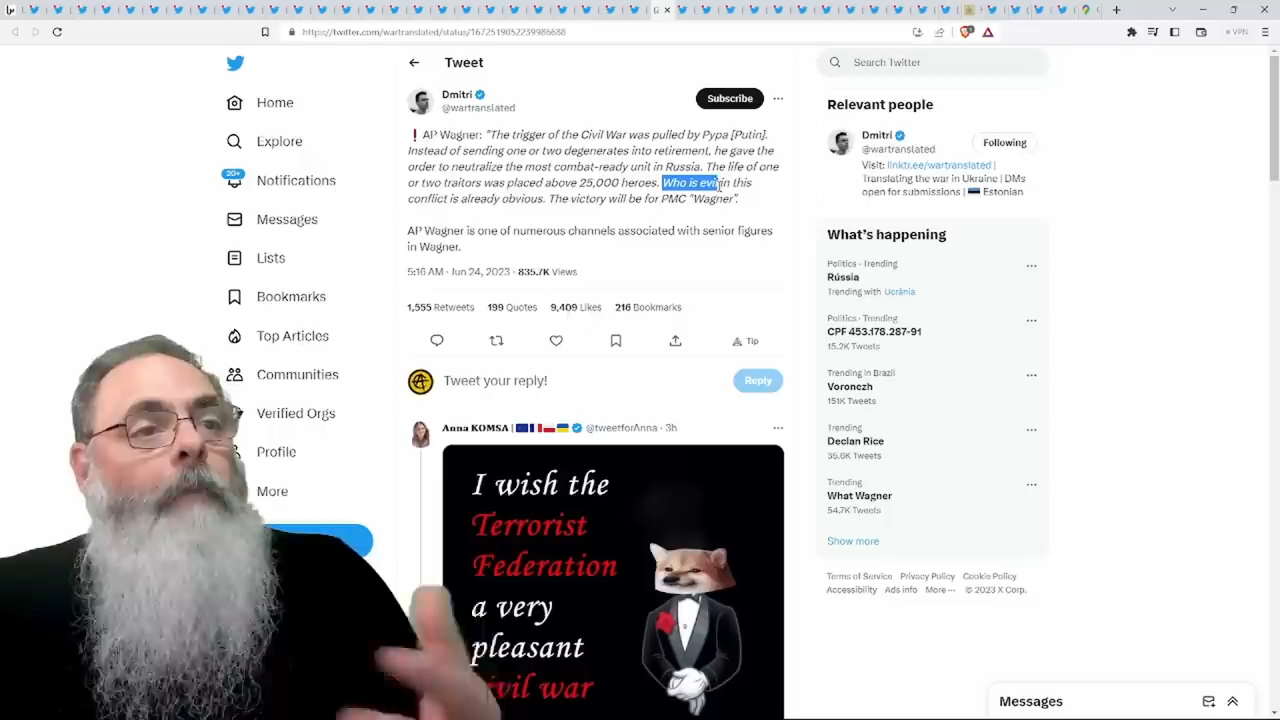 https://twitter.com/wartranslated/status/1672519052239986688
VPN
Home
Explore
20+
Notifications
Messages
Lists
Bookmarks
Top Articles
Communities
Verified Orgs
Profile
More
Tweet
Dmitri
@wartranslated
Subscribe
❗ AP Wagner: "The trigger of the Civil War was pulled by Pypa [Putin].
Instead of sending one or two degenerates into retirement, he gave the
order to neutralize the most combat-ready unit in Russia. The life of one
or two traitors was placed above 25,000 heroes. Who is evil in this
conflict is already obvious. The victory will be for PMC "Wagner".
AP Wagner is one of numerous channels associated with senior figures
in Wagner.
5:16 AM · Jun 24, 2023 · 835.7K Views
1,555 Retweets 199 Quotes 9,409 Likes 216 Bookmarks
Tip
Tweet your reply!
Reply
Anna KOMSA | 🇪🇺🇫🇷🇵🇱🇺🇦 @tweetforAnna · 3h
I wish the
Terrorist
Federation
a very
pleasant
civil war
Search Twitter
Relevant people
Dmitri
@wartranslated
Following
Visit: linktr.ee/wartranslated |
Translating the war in Ukraine | DMs
open for submissions | 🇪🇪 Estonian
What's happening
Politics · Trending
Rússia
Trending with Ucrânia
Politics · Trending
CPF 453.178.287-91
15.2K Tweets
Trending in Brazil
Voronezh
151K Tweets
Trending
Declan Rice
35.6K Tweets
Trending
What Wagner
54.7K Tweets
Show more
Terms of Service Privacy Policy Cookie Policy
Accessibility Ads info More ··· © 2023 X Corp.
Messages